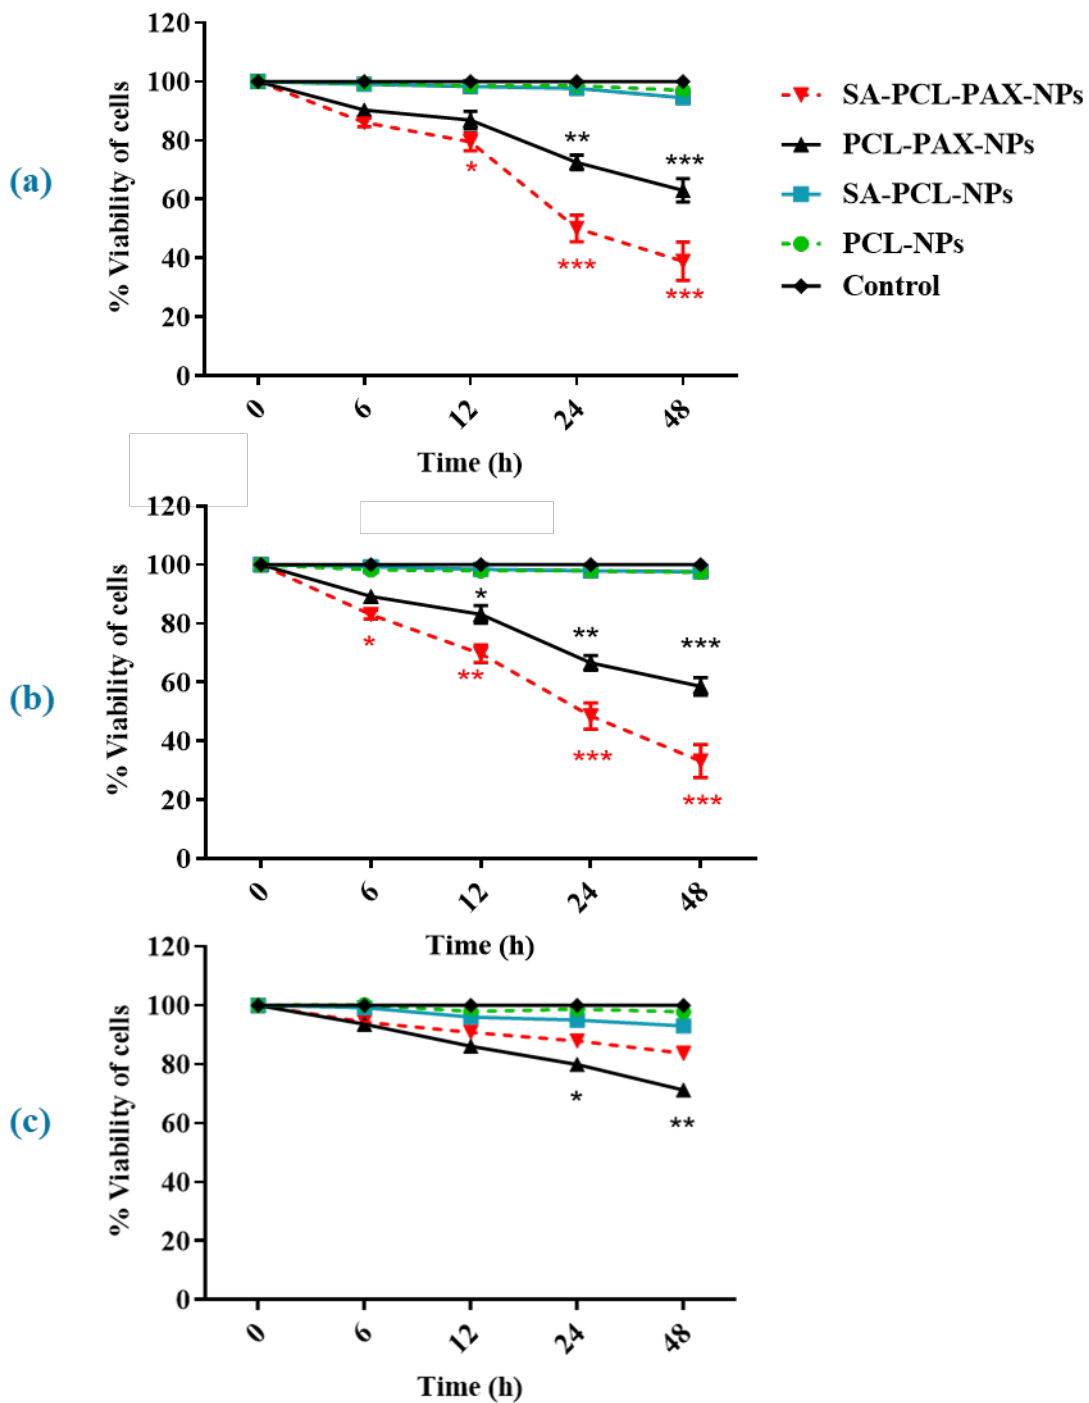 (a)
% Viability of cells
120
100
80
60
40
20
0
**
***
*
***
***
0 6 12 24 48
Time (h)
SA-PCL-PAX-NPs
PCL-PAX-NPs
SA-PCL-NPs
PCL-NPs
Control
(b)
% Viability of cells
120
100
80
60
40
20
0
*
**
***
*
**
***
***
0 6 12 24 48
Time (h)
(c)
% Viability of cells
120
100
80
60
40
20
0
*
**
0 6 12 24 48
Time (h)